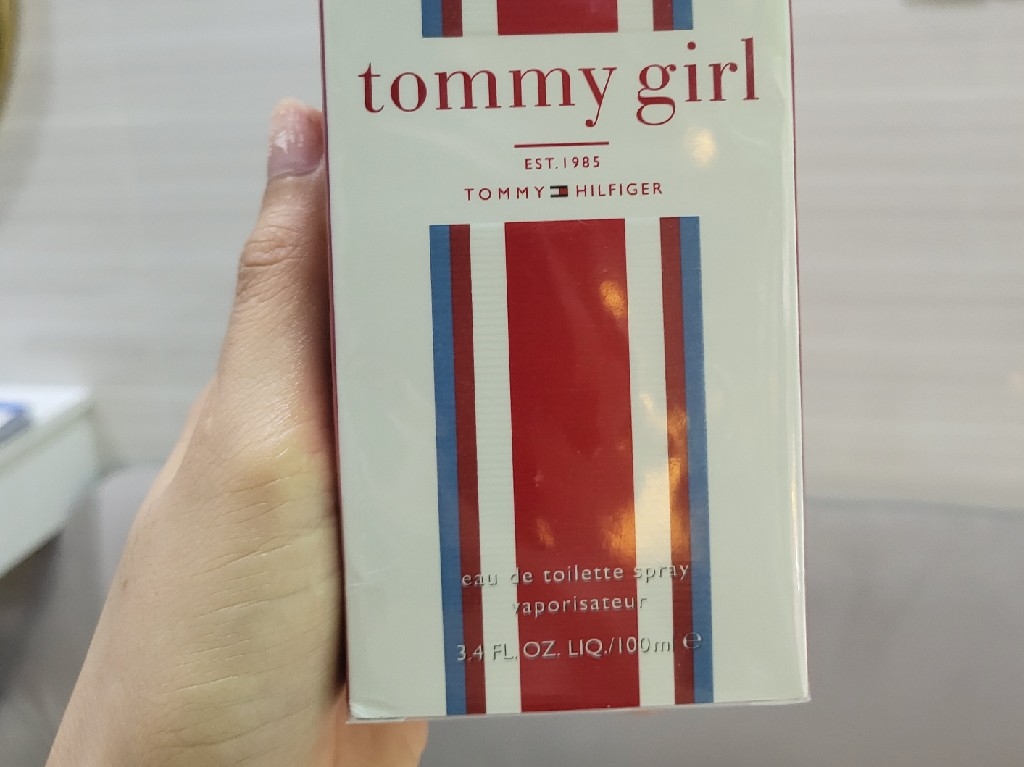 tommy girl
EST. 1985
TOMMY HILFIGER
eau de toilette spray
vaporisateur
3.4 FL. OZ. LIQ./100ml ℮